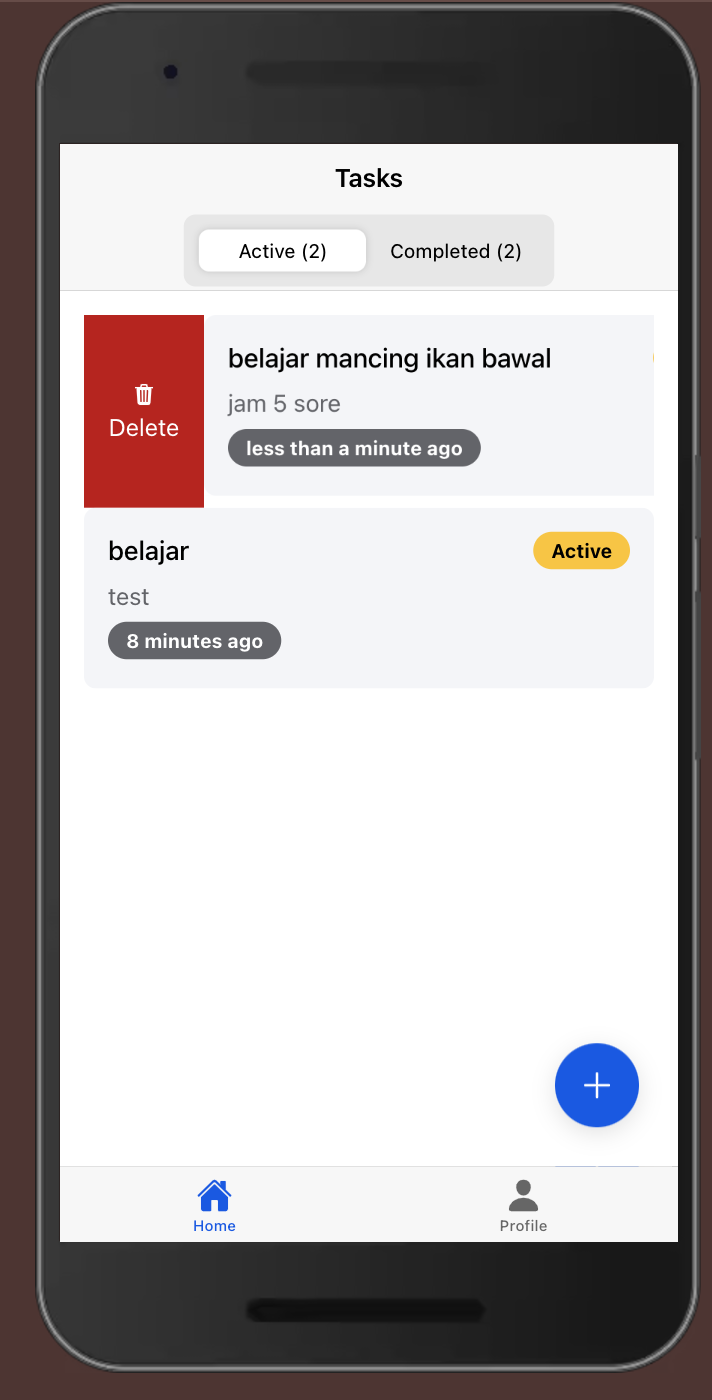 Tasks
Active (2) Completed (2)
belajar mancing ikan bawal
jam 5 sore
Delete
less than a minute ago
belajar
Active
test
8 minutes ago
Home
Profile